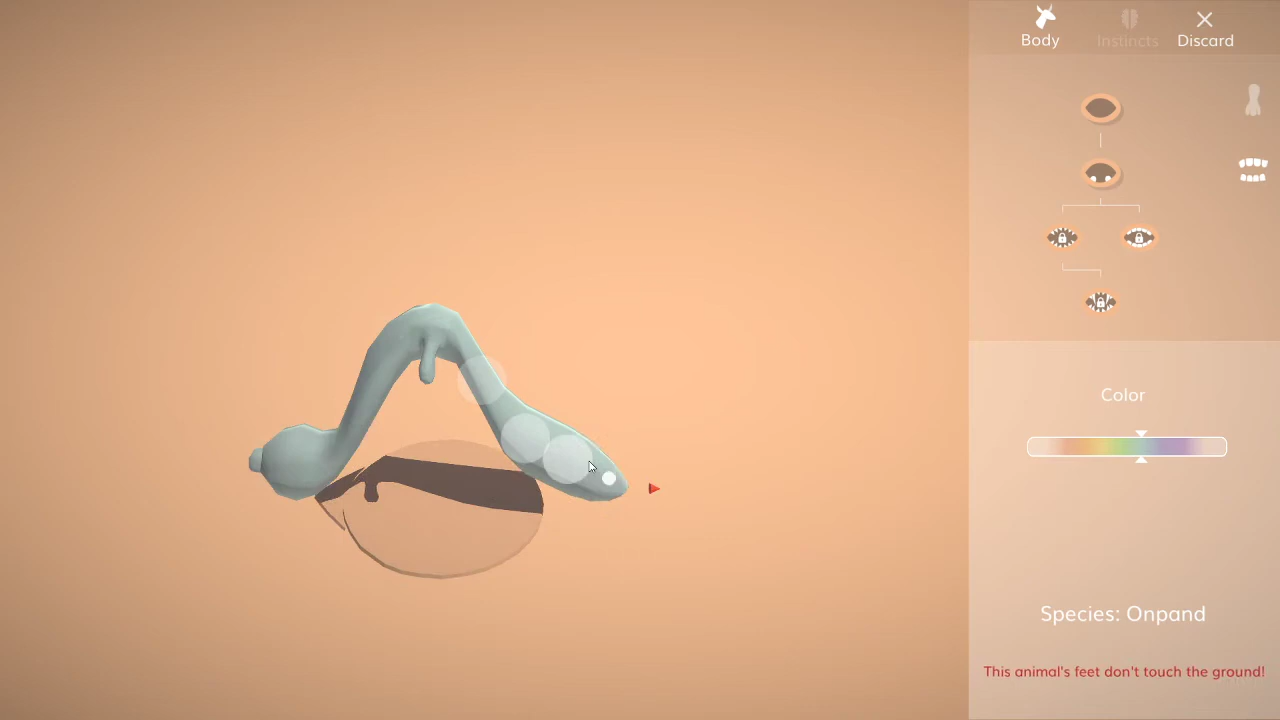 Body
Instincts
Discard
Color
Species: Onpand
This animal's feet don't touch the ground!